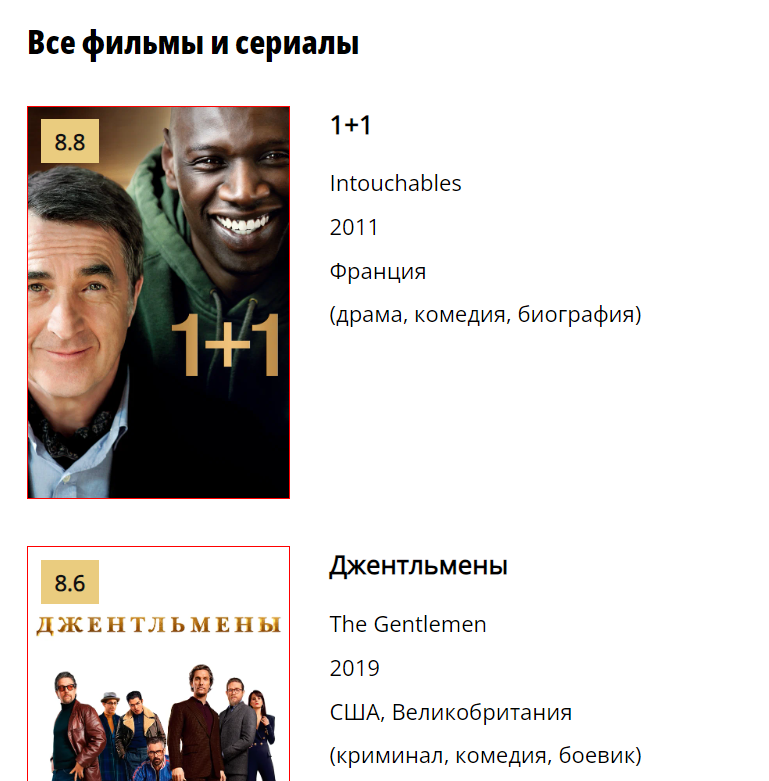 Все фильмы и сериалы
8.8
1+1
1+1
Intouchables
2011
Франция
(драма, комедия, биография)
8.6
ДЖЕНТЛЬМЕНЫ
Джентльмены
The Gentlemen
2019
США, Великобритания
(криминал, комедия, боевик)